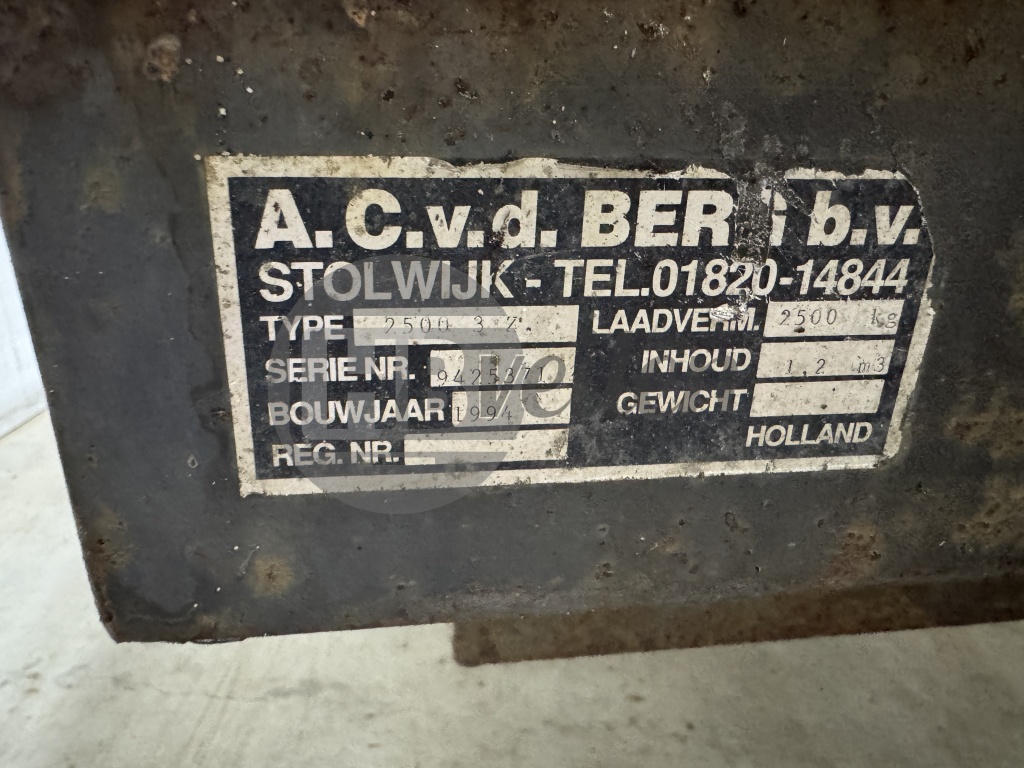 A.C.v.d. BERG b.v.
STOLWIJK - TEL.01820-14844
TYPE 2500 3 Z. LAADVERM. 2500 kg
SERIE NR. 9425371 INHOUD 1,2 m3
BOUWJAAR 1994 GEWICHT
REG. NR. HOLLAND